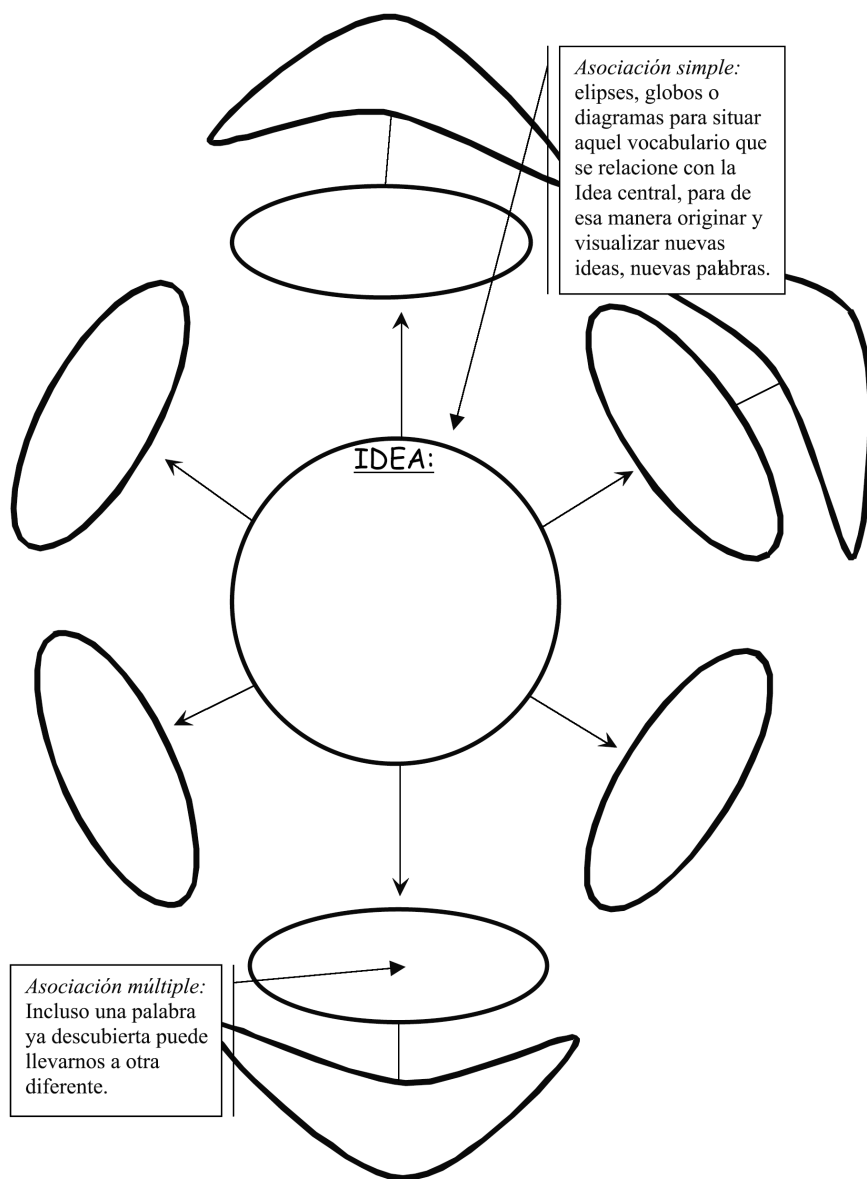 Asociación simple:
elipses, globos o
diagramas para situar
aquel vocabulario que
se relacione con la
Idea central, para de
esa manera originar y
visualizar nuevas
ideas, nuevas palabras.
IDEA:
Asociación múltiple:
Incluso una palabra
ya descubierta puede
llevarnos a otra
diferente.